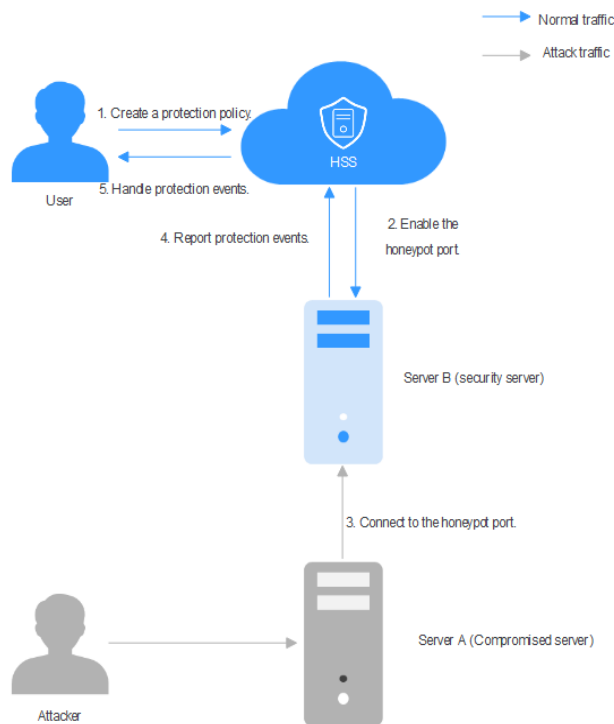 Normal traffic
Attack traffic
1. Create a protection policy.
HSS
5. Handle protection events.
User
2. Enable the
honeypot port.
4. Report protection events.
Server B (security server)
3. Connect to the honeypot port.
Server A (Compromised server)
Attacker